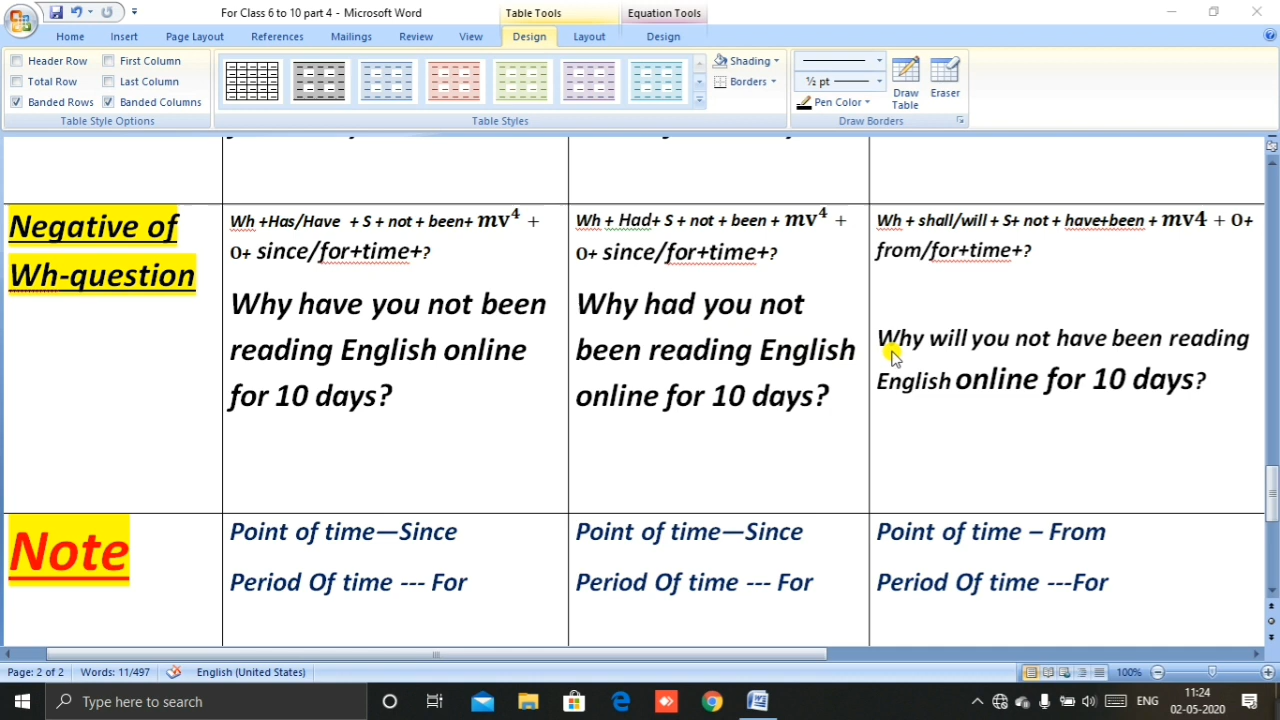 For Class 6 to 10 part 4 - Microsoft Word
Table Tools
Equation Tools
Home Insert Page Layout References Mailings Review View Design Layout Design
Header Row First Column
Total Row Last Column
Banded Rows Banded Columns
Table Style Options
Table Styles
Shading
Borders
½ pt
Pen Color
Draw Table
Eraser
Draw Borders
Negative of
Wh-question
Wh +Has/Have + S + not + been+ mv⁴ +
O+ since/for+time+?
Why have you not been
reading English online
for 10 days?
Wh + Had+ S + not + been + mv⁴ +
O+ since/for+time+?
Why had you not
been reading English
online for 10 days?
Wh + shall/will + S+ not + have+been + mv4 + O+
from/for+time+?
Why will you not have been reading
English online for 10 days?
Note
Point of time—Since
Period Of time --- For
Point of time—Since
Period Of time --- For
Point of time – From
Period Of time ---For
Page: 2 of 2 Words: 11/497 English (United States) 100%
Type here to search
ENG
11:24
02-05-2020